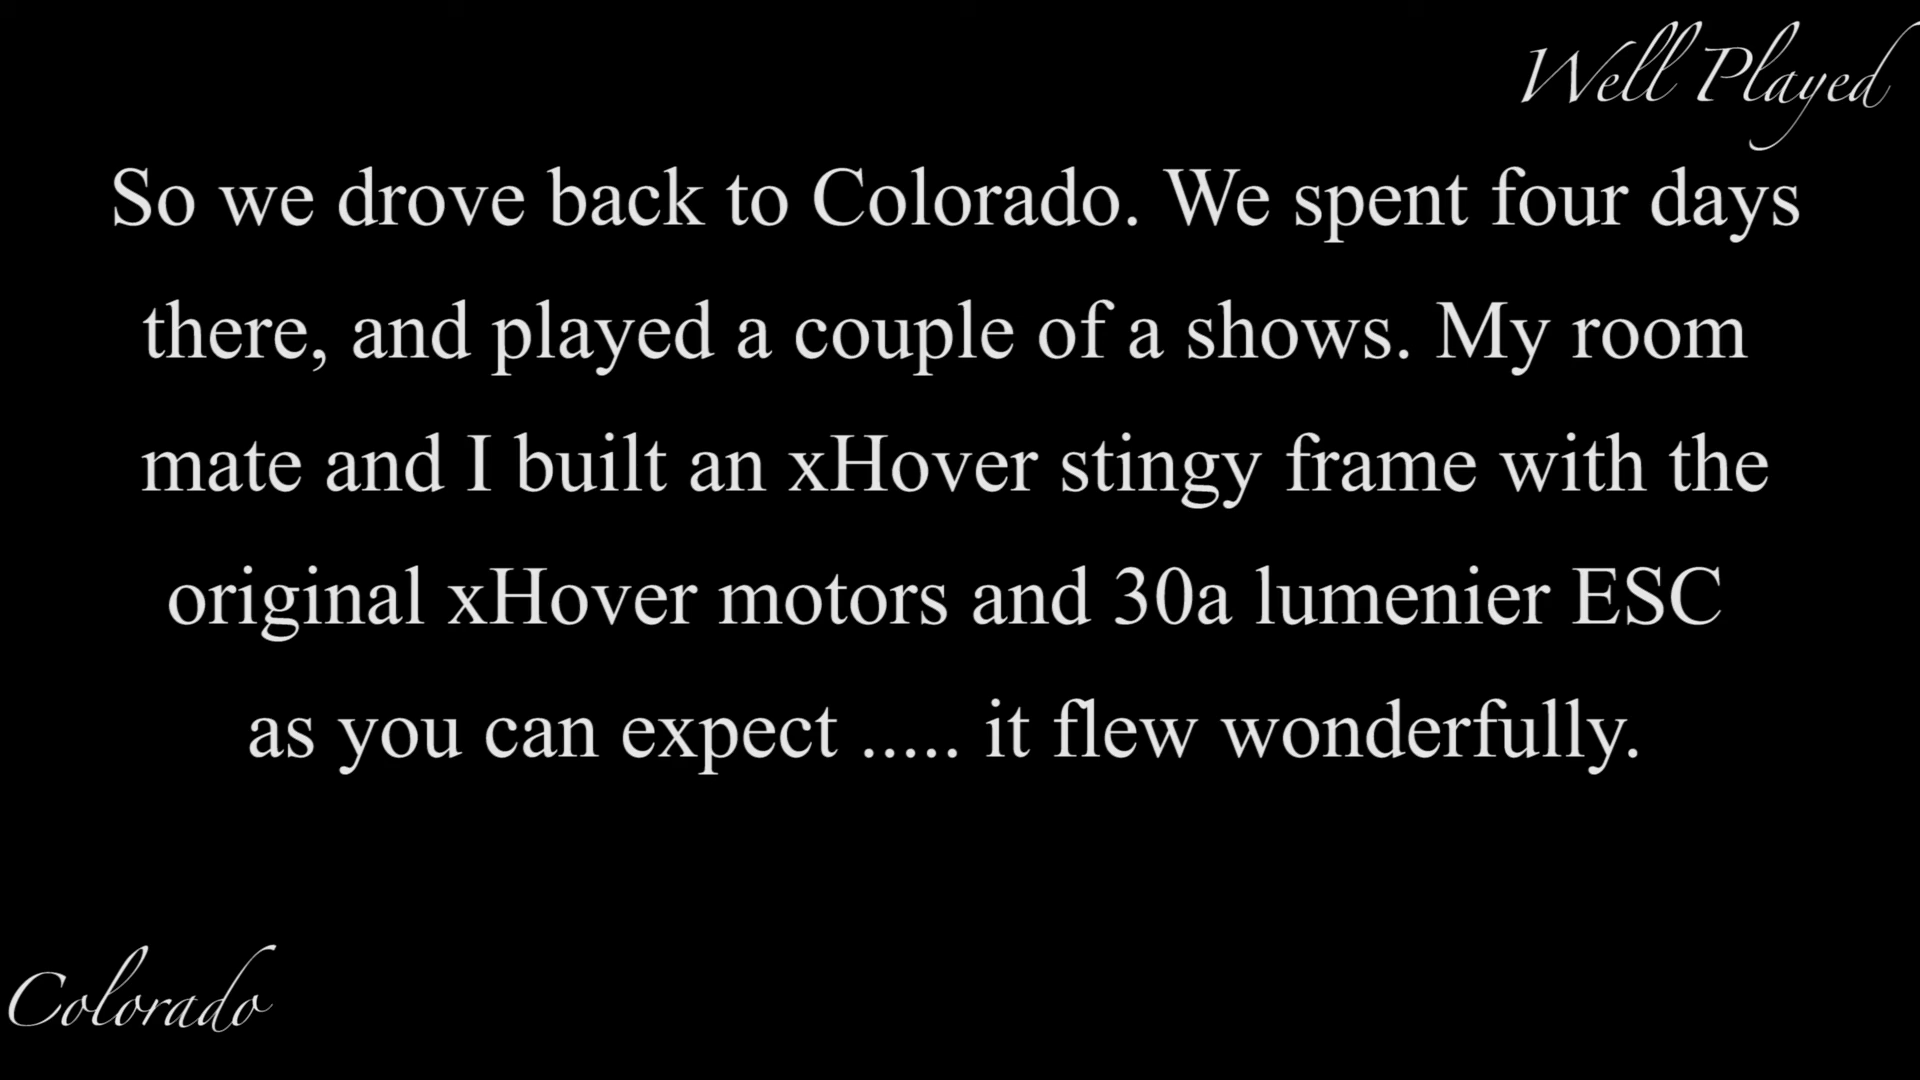 Well Played
So we drove back to Colorado. We spent four days
there, and played a couple of a shows. My room
mate and I built an xHover stingy frame with the
original xHover motors and 30a lumenier ESC
as you can expect ..... it flew wonderfully.
Colorado